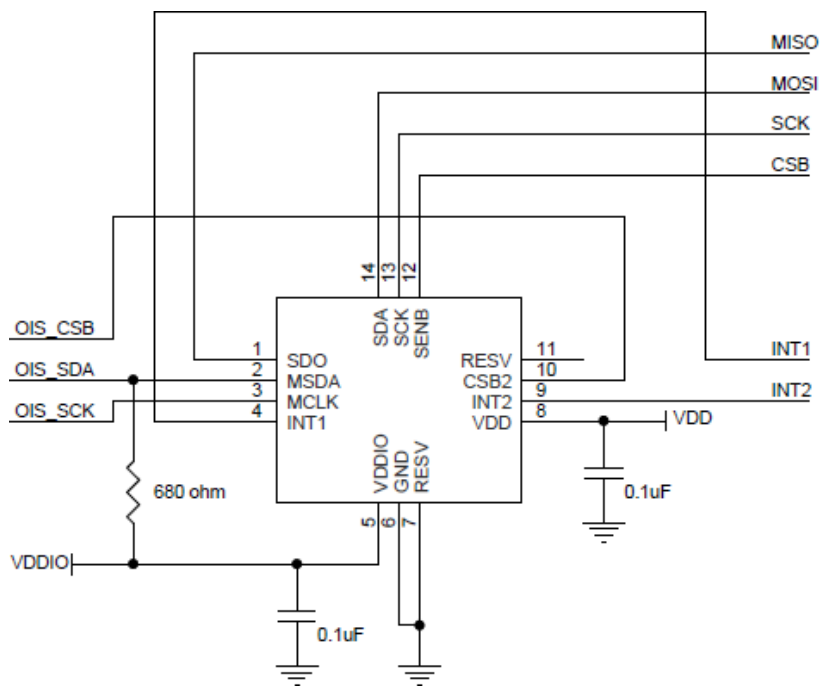 MISO
MOSI
SCK
CSB
14
13
12
OIS_CSB
SDA
SCK
SENB
INT1
1
SDO
RESV
11
OIS_SDA
2
MSDA
CSB2
10
OIS_SCK
3
MCLK
INT2
9
INT2
4
INT1
VDD
8
VDD
VDDIO
GND
RESV
680 ohm
0.1uF
5
6
7
VDDIO
0.1uF